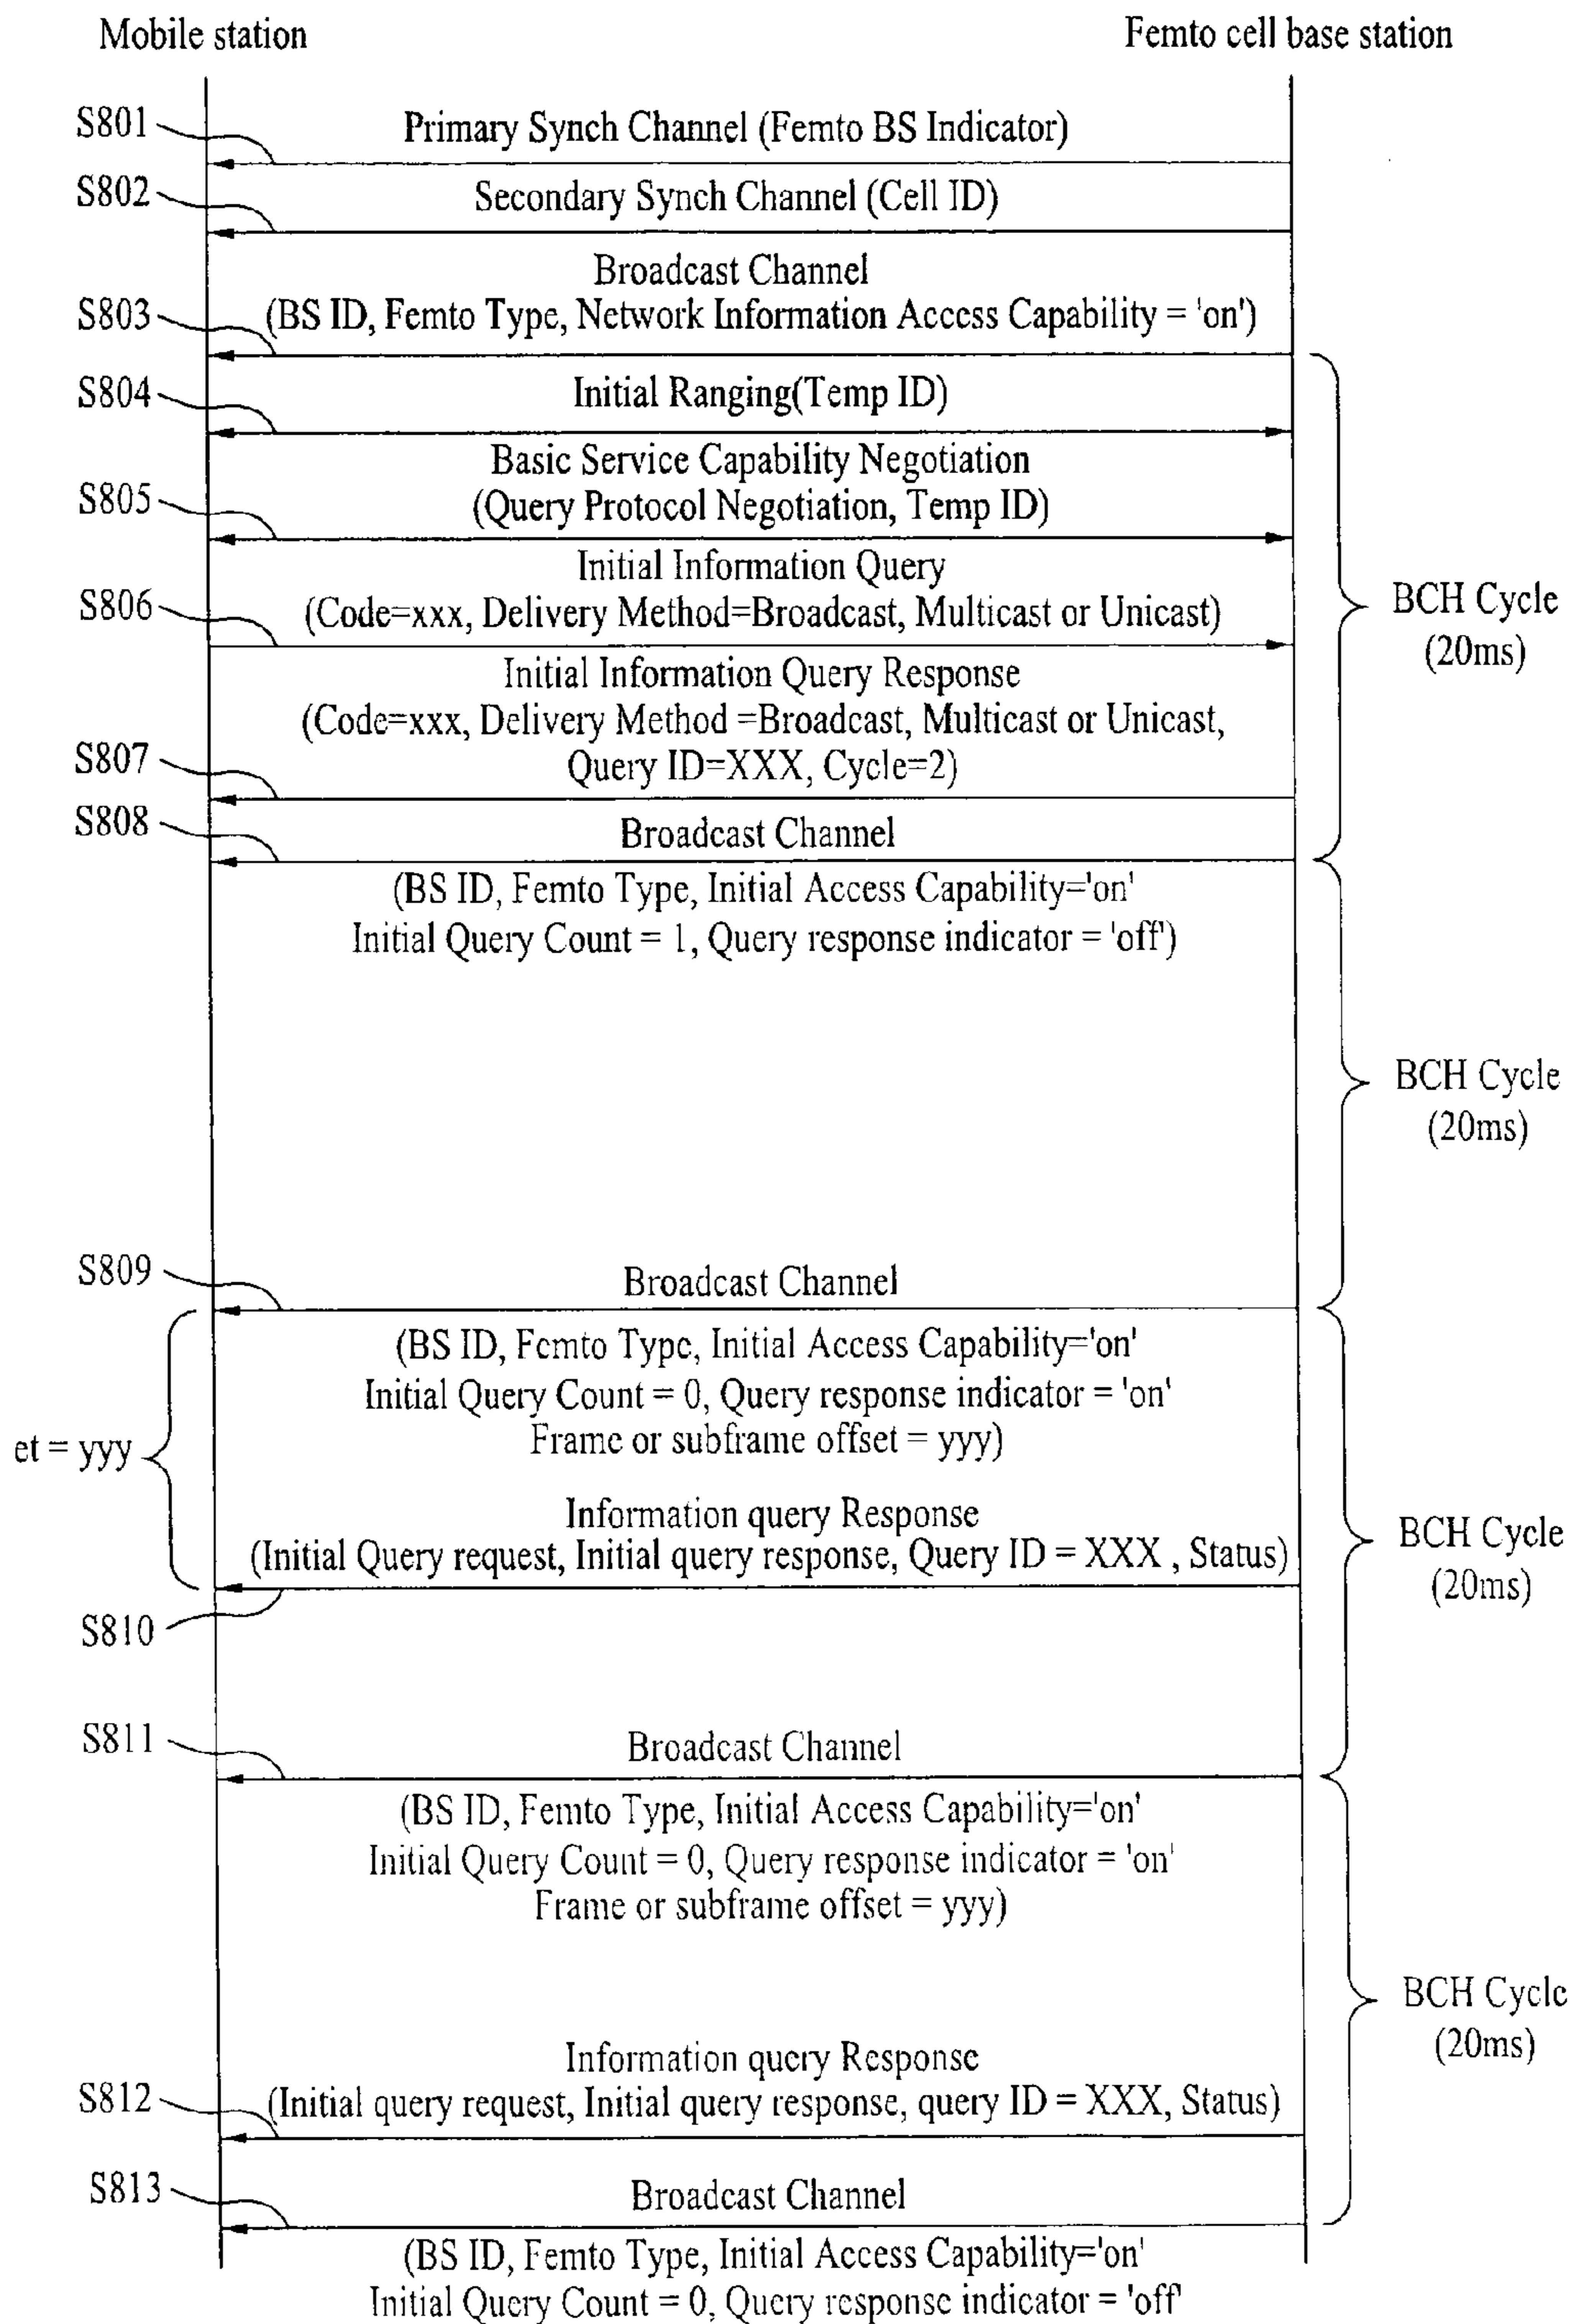 Mobile station
Femto cell base station
S801
Primary Synch Channel (Femto BS Indicator)
S802
Secondary Synch Channel (Cell ID)
Broadcast Channel
S803
(BS ID, Femto Type, Network Information Access Capability = 'on')
S804
Initial Ranging(Temp ID)
Basic Service Capability Negotiation
S805
(Query Protocol Negotiation, Temp ID)
Initial Information Query
S806
(Code=xxx, Delivery Method=Broadcast, Multicast or Unicast)
BCH Cycle
(20ms)
Initial Information Query Response
(Code=xxx, Delivery Method =Broadcast, Multicast or Unicast,
S807
Query ID=XXX, Cycle=2)
S808
Broadcast Channel
(BS ID, Femto Type, Initial Access Capability='on'
Initial Query Count = 1, Query response indicator = 'off')
BCH Cycle
(20ms)
S809
Broadcast Channel
(BS ID, Femto Type, Initial Access Capability='on'
Initial Query Count = 0, Query response indicator = 'on'
Frame or subframe offset = yyy)
et = yyy
Information query Response
(Initial Query request, Initial query response, Query ID = XXX , Status)
BCH Cycle
(20ms)
S810
S811
Broadcast Channel
(BS ID, Femto Type, Initial Access Capability='on'
Initial Query Count = 0, Query response indicator = 'on'
Frame or subframe offset = yyy)
BCH Cycle
(20ms)
Information query Response
S812
(Initial query request, Initial query response, query ID = XXX, Status)
S813
Broadcast Channel
(BS ID, Femto Type, Initial Access Capability='on'
Initial Query Count = 0, Query response indicator = 'off'